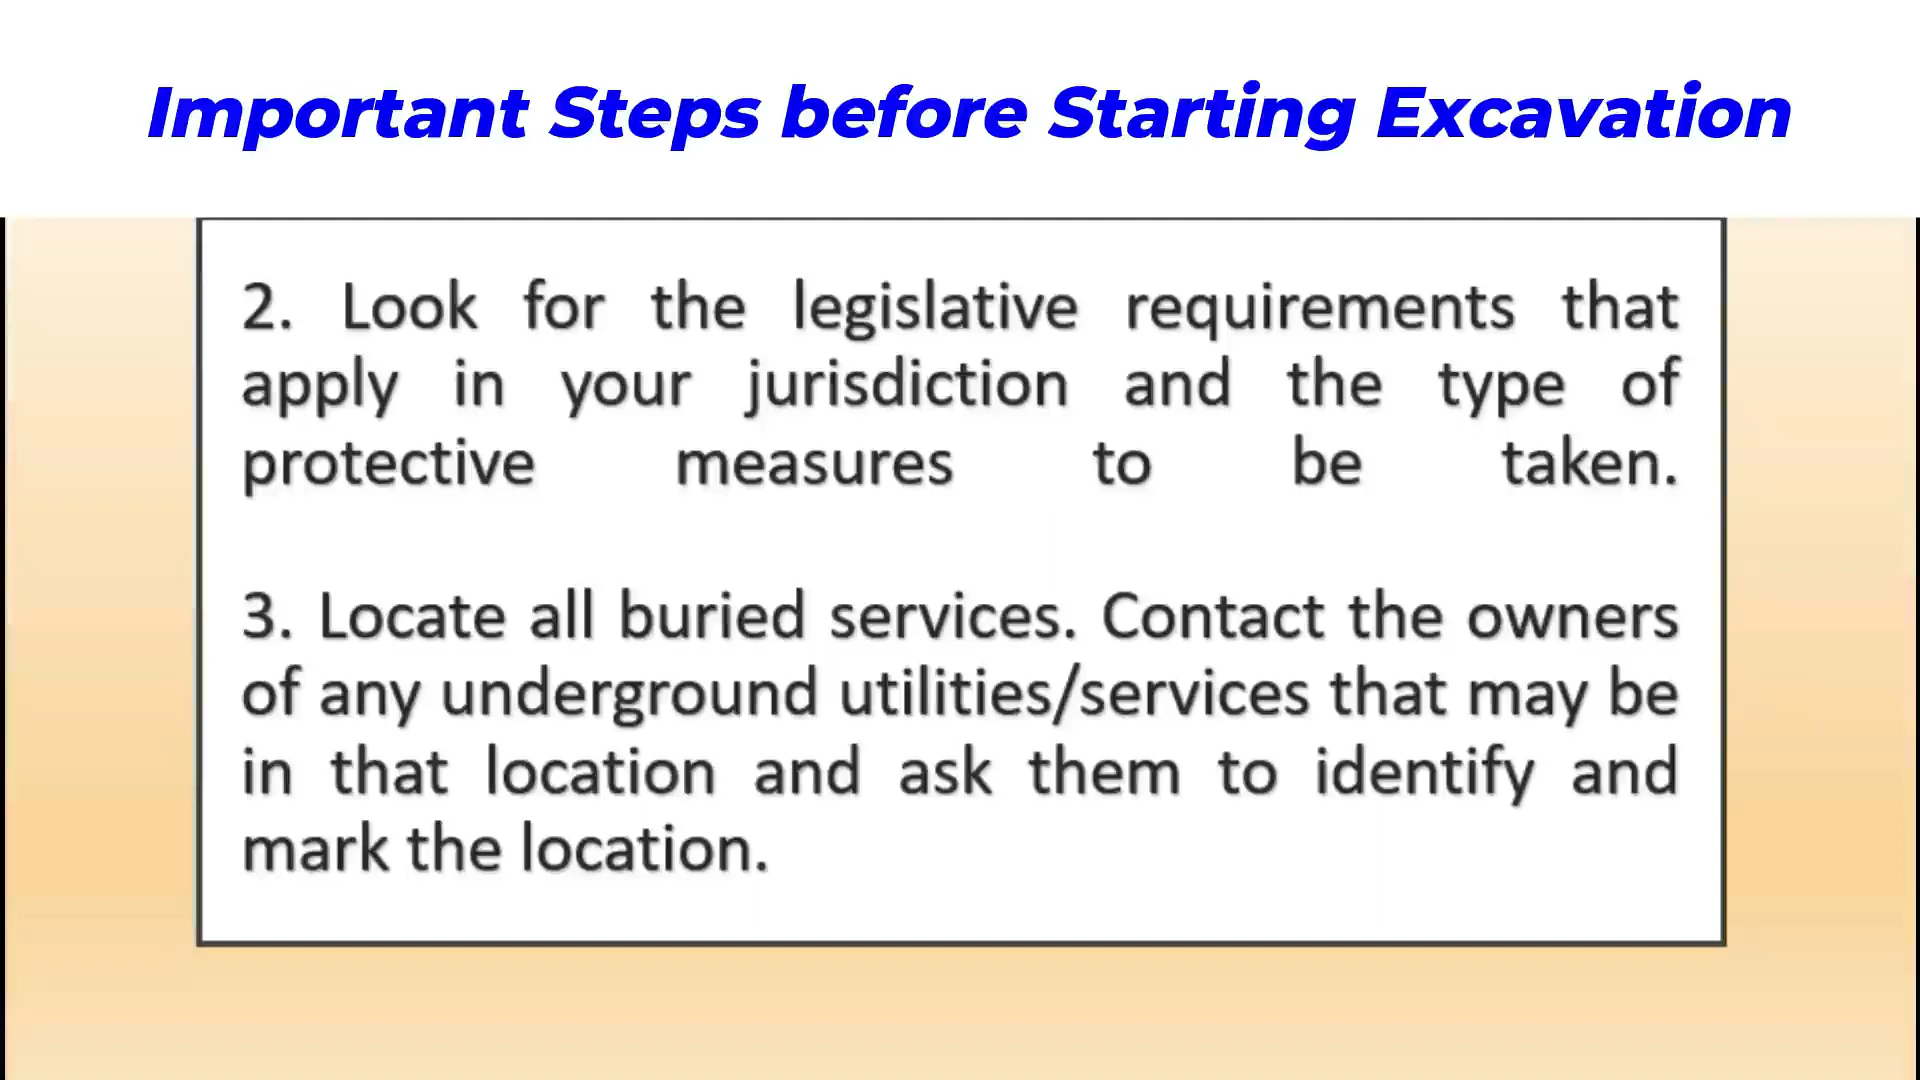 Important Steps before Starting Excavation
2. Look for the legislative requirements that
apply in your jurisdiction and the type of
protective measures to be taken.
3. Locate all buried services. Contact the owners
of any underground utilities/services that may be
in that location and ask them to identify and
mark the location.